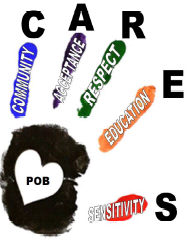 C A R E S
COMMUNITY
ACCEPTANCE
RESPECT
EDUCATION
SENSITIVITY
POB